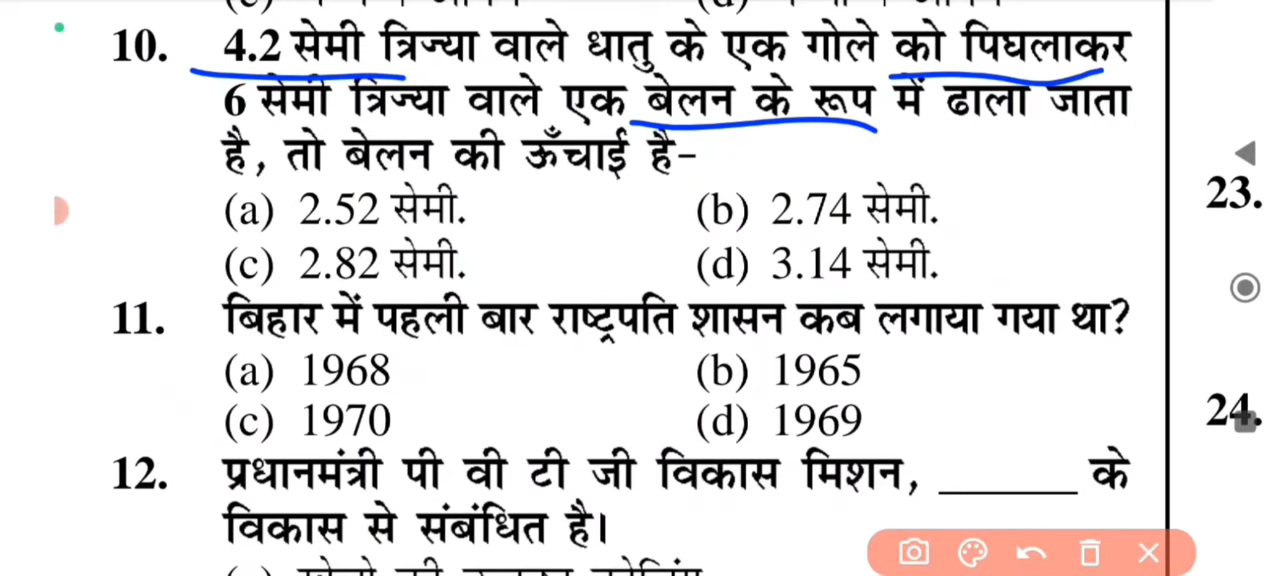 10. 4.2 सेमी त्रिज्या वाले धातु के एक गोले को पिघलाकर
6 सेमी त्रिज्या वाले एक बेलन के रूप में ढाला जाता
है, तो बेलन की ऊँचाई है-
(a) 2.52 सेमी. (b) 2.74 सेमी.
(c) 2.82 सेमी. (d) 3.14 सेमी.
11. बिहार में पहली बार राष्ट्रपति शासन कब लगाया गया था?
(a) 1968 (b) 1965
(c) 1970 (d) 1969
12. प्रधानमंत्री पी वी टी जी विकास मिशन, ______ के
विकास से संबंधित है।
23.
24.